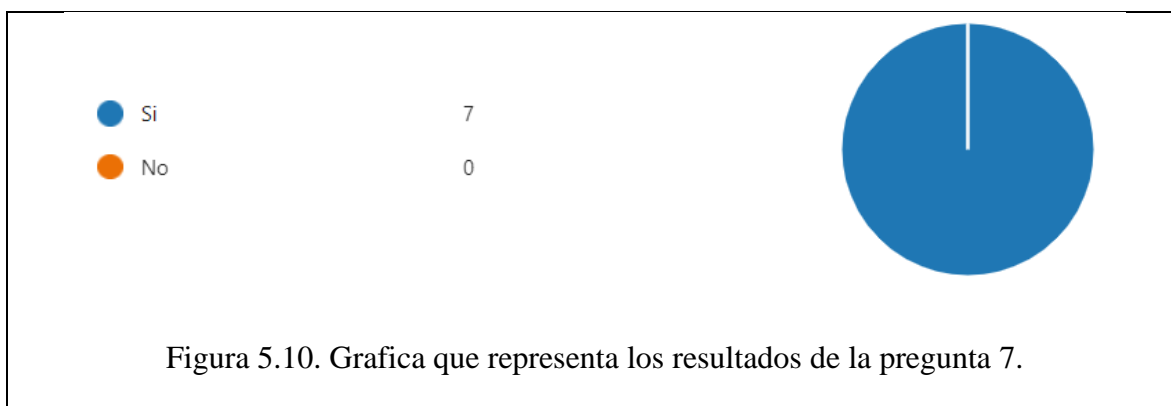 Si 7
No 0
Figura 5.10. Grafica que representa los resultados de la pregunta 7.